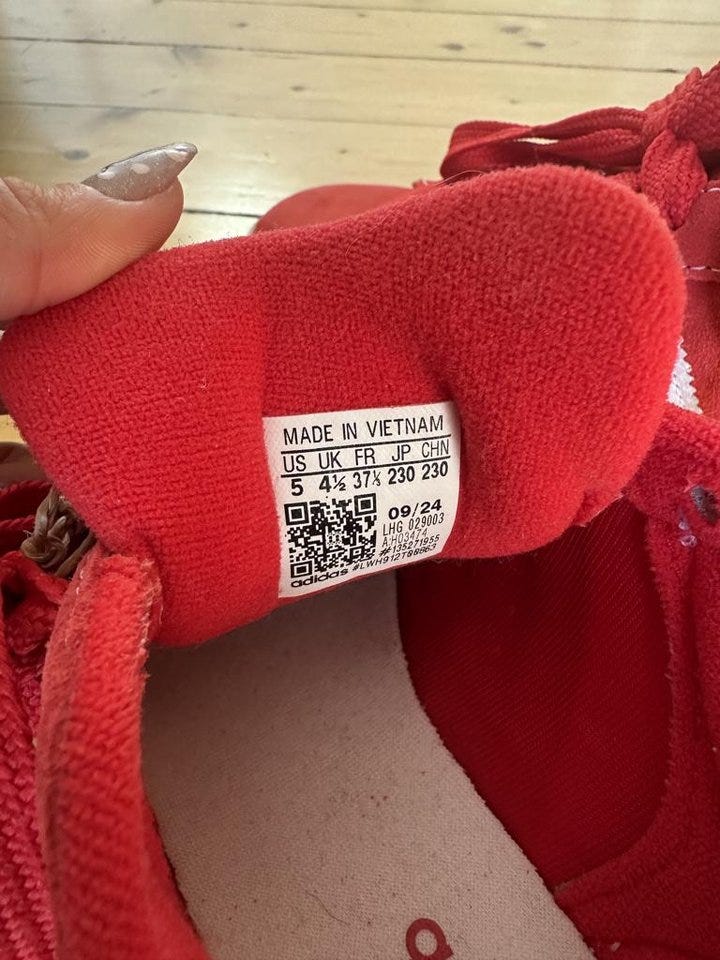 MADE IN VIETNAM
US UK FR JP CHN
5 4½ 37⅓ 230 230
09/24
LHG 029003
A:H03474
#135271955
#LWH912T00863
adidas
a